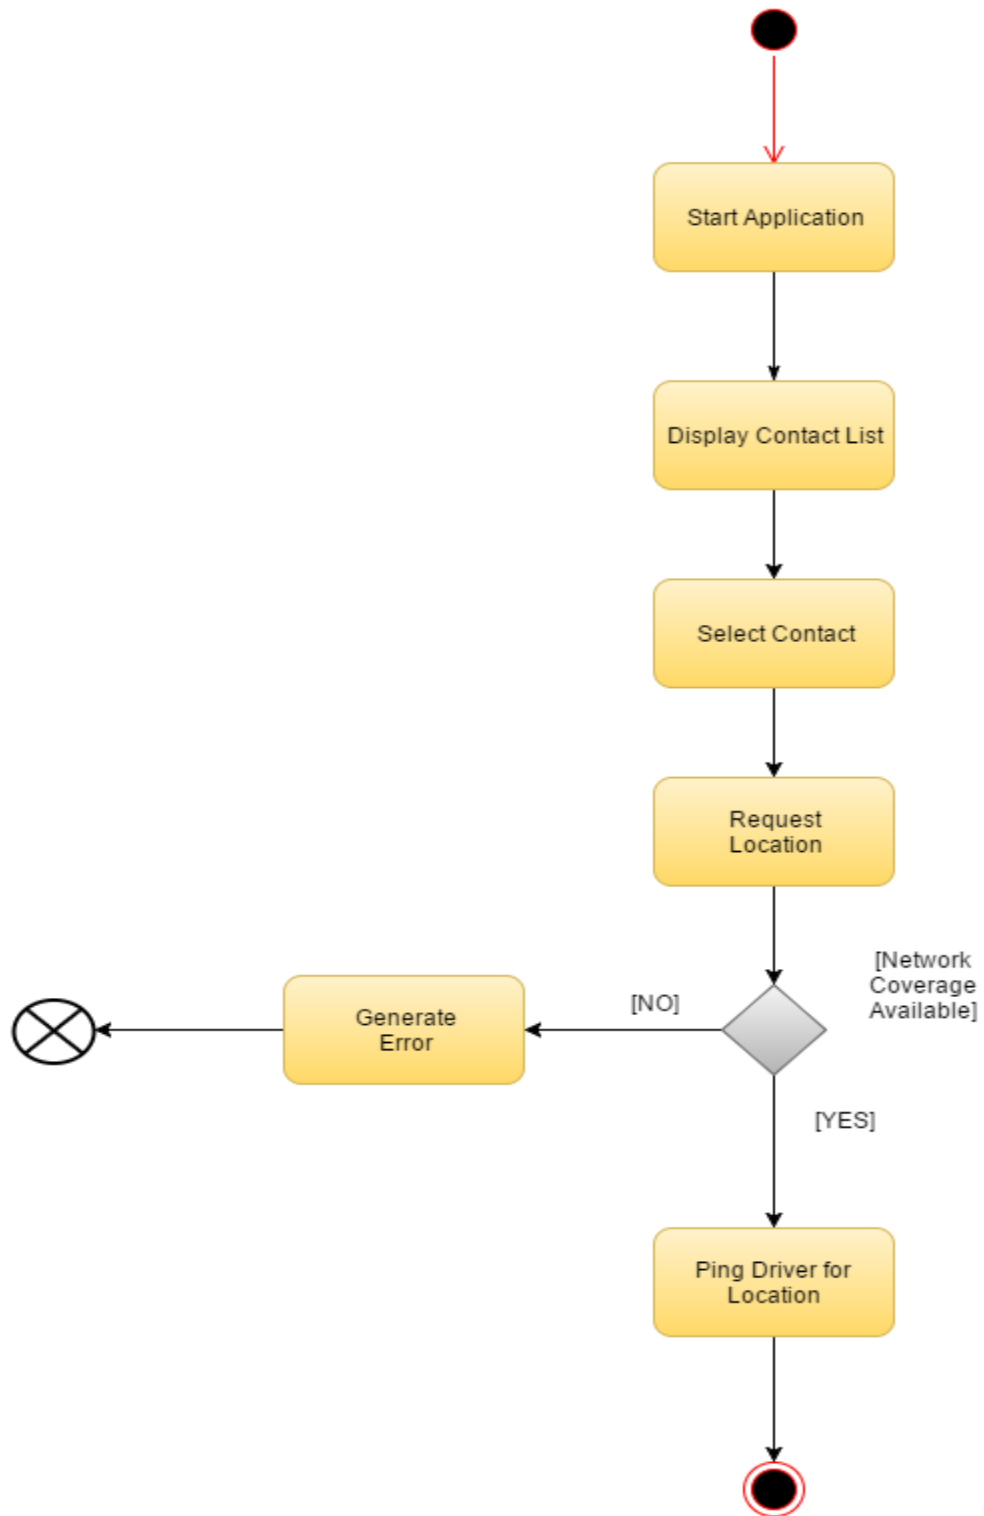 Start Application
Display Contact List
Select Contact
Request
Location
[Network
Coverage
Available]
[NO]
Generate
Error
[YES]
Ping Driver for
Location